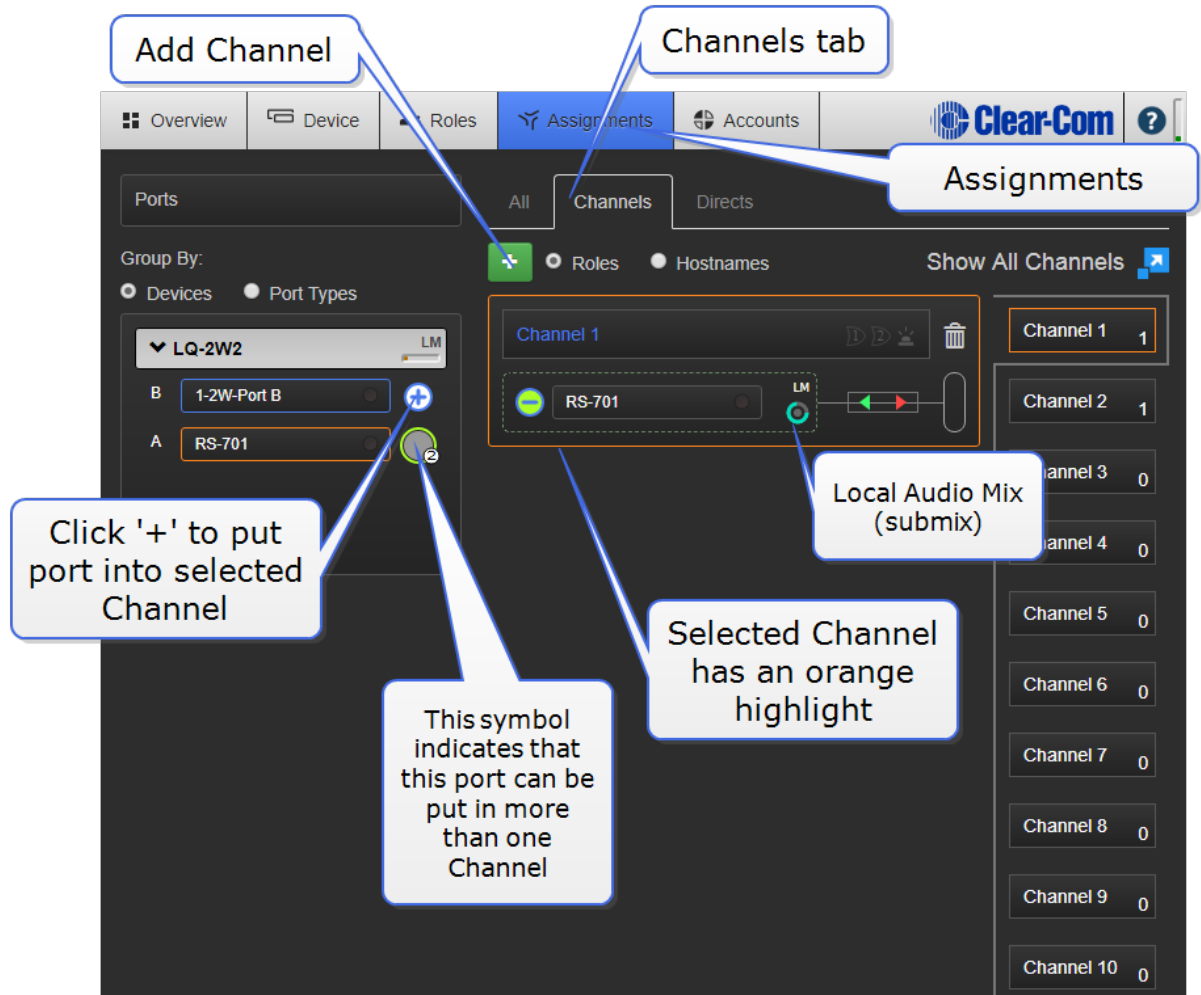 Add Channel
Channels tab
Overview
Device
Roles
Assignments
Accounts
Clear-Com
?
Assignments
Ports
All
Channels
Directs
Group By:
Devices
Port Types
+
Roles
Hostnames
Show All Channels
LQ-2W2
LM
B
1-2W-Port B
A
RS-701
2
Channel 1
1
2
RS-701
LM
Channel 1 1
Channel 2 1
annel 3 0
annel 4 0
Channel 5 0
Channel 6 0
Channel 7 0
Channel 8 0
Channel 9 0
Channel 10 0
Local Audio Mix
(submix)
Click '+' to put
port into selected
Channel
Selected Channel
has an orange
highlight
This symbol
indicates that
this port can be
put in more
than one
Channel